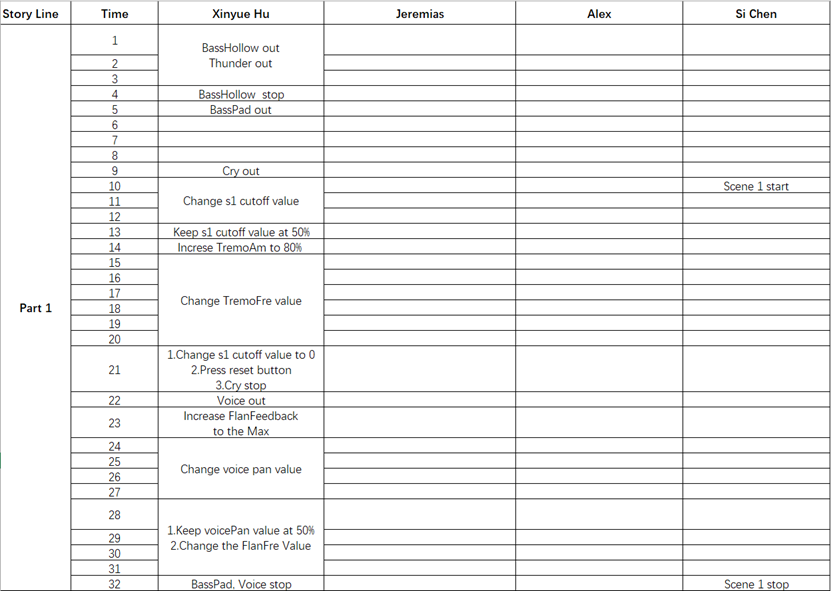 Story Line Time Xinyue Hu Jeremias Alex Si Chen
Part 1
1
BassHollow out
2 Thunder out
3
4 BassHollow stop
5 BassPad out
6
7
8
9 Cry out
10 Scene 1 start
11 Change s1 cutoff value
12
13 Keep s1 cutoff value at 50%
14 Increse TremoAm to 80%
15
16
17
Change TremoFre value
18
19
20
21
1.Change s1 cutoff value to 0
2.Press reset button
3.Cry stop
22 Voice out
23
Increase FlanFeedback
to the Max
24
25
Change voice pan value
26
27
28
1.Keep voicePan value at 50%
29
2.Change the FlanFre Value
30
31
32 BassPad, Voice stop Scene 1 stop